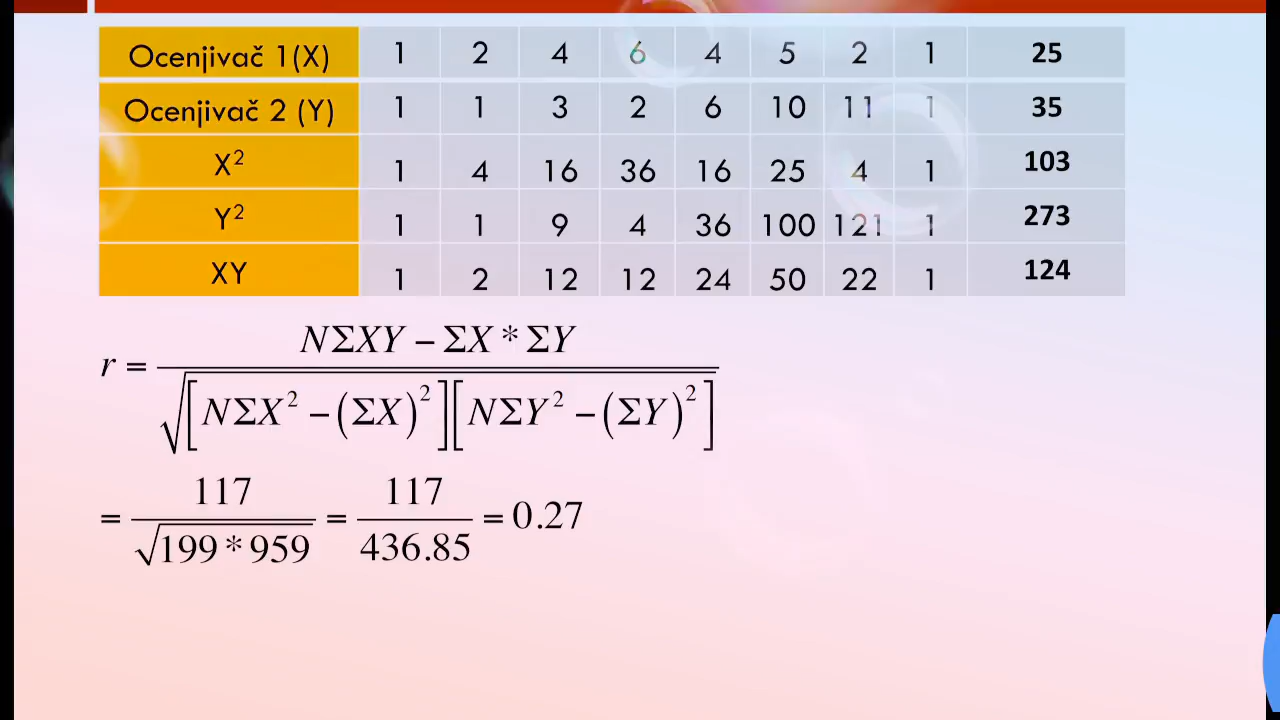 Ocenjivač 1(X) 1 2 4 6 4 5 2 1 25
Ocenjivač 2 (Y) 1 1 3 2 6 10 11 1 35
X² 1 4 16 36 16 25 4 1 103
Y² 1 1 9 4 36 100 121 1 273
XY 1 2 12 12 24 50 22 1 124
r = NΣXY − ΣX * ΣY / √[NΣX² − (ΣX)²][NΣY² − (ΣY)²]
= 117 / √199 * 959 = 117 / 436.85 = 0.27